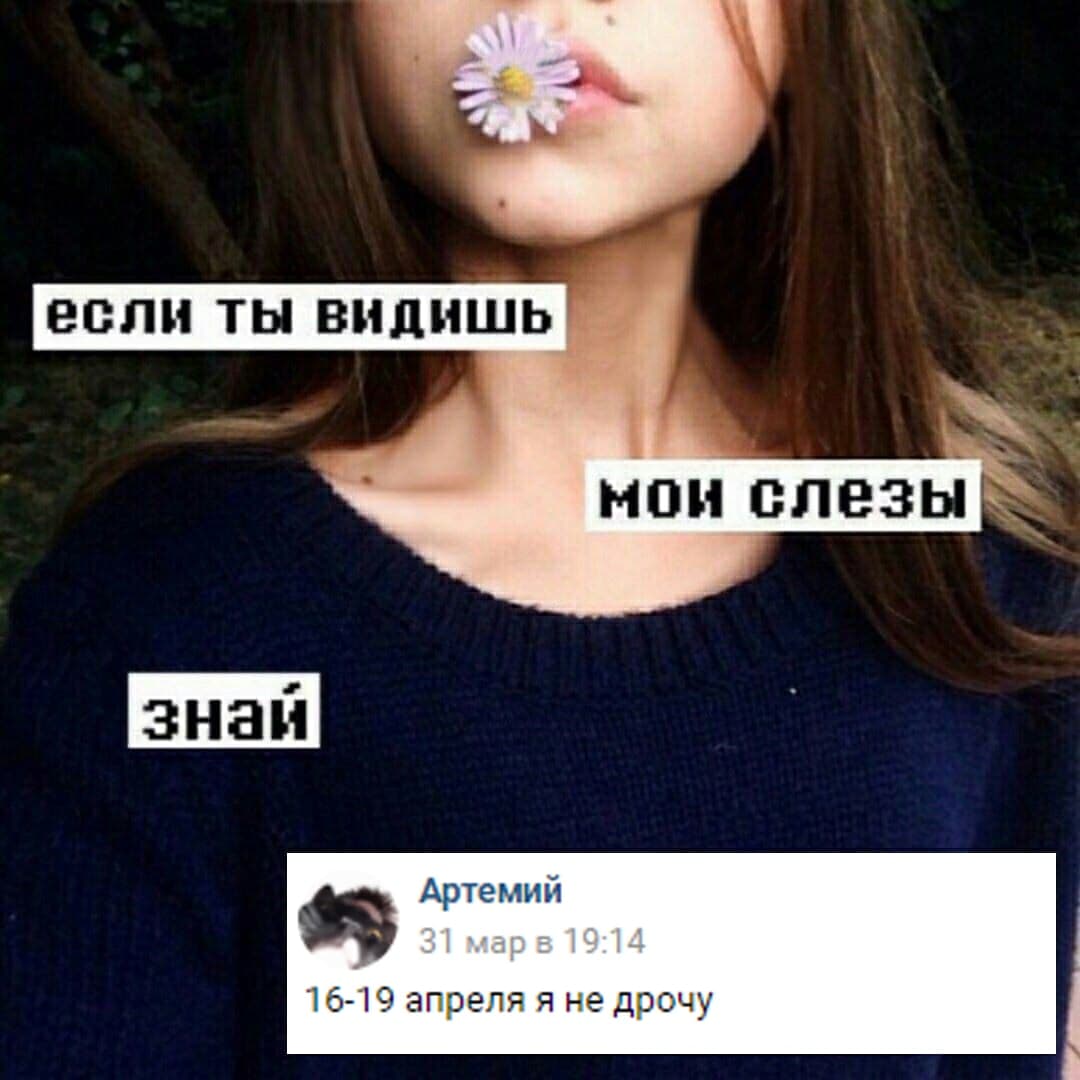 если ты видишь
мои слезы
знай
Артемий
31 мар в 19:14
16-19 апреля я не дрочу